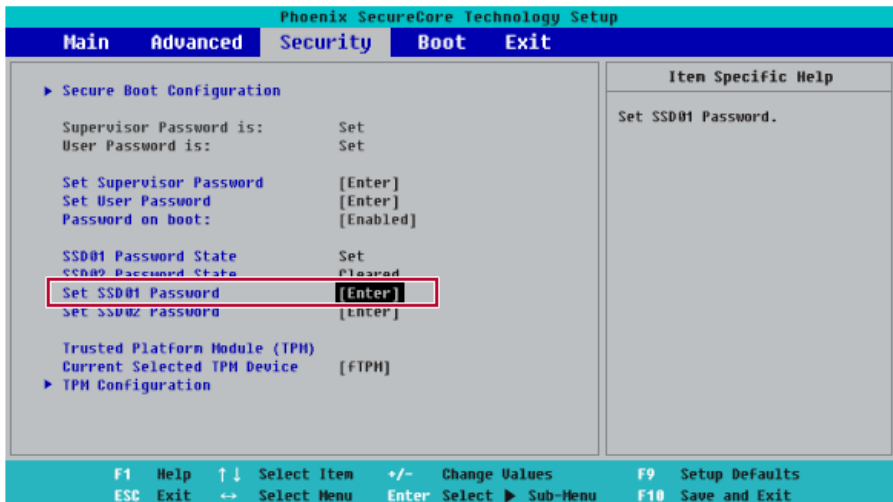 Phoenix SecureCore Technology Setup
Main Advanced Security Boot Exit
Item Specific Help
▶ Secure Boot Configuration
Set SSD01 Password.
Supervisor Password is: Set
User Password is: Set
Set Supervisor Password [Enter]
Set User Password [Enter]
Password on boot: [Enabled]
SSD01 Password State Set
SSD02 Password State Cleared
Set SSD01 Password [Enter]
Set SSD02 Password [Enter]
Trusted Platform Module (TPM)
Current Selected TPM Device [fTPM]
▶ TPM Configuration
F1 Help ↑↓ Select Item +/- Change Values F9 Setup Defaults
ESC Exit ↔ Select Menu Enter Select ▶ Sub-Menu F10 Save and Exit